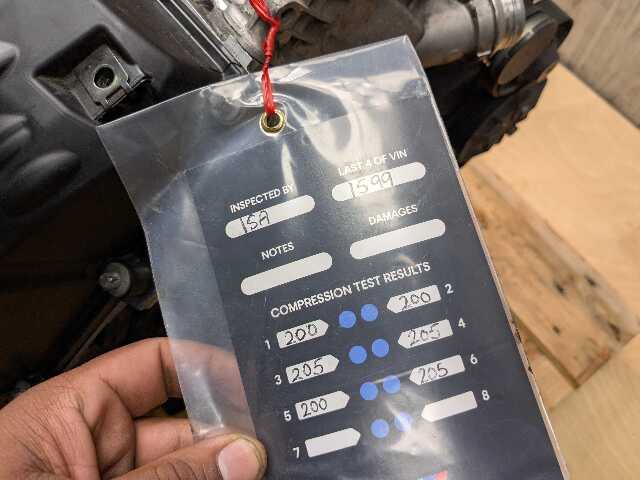 INSPECTED BY LAST 4 OF VIN
ISA 1599
NOTES DAMAGES
COMPRESSION TEST RESULTS
1 200 200 2
3 205 205 4
5 200 205 6
7 8